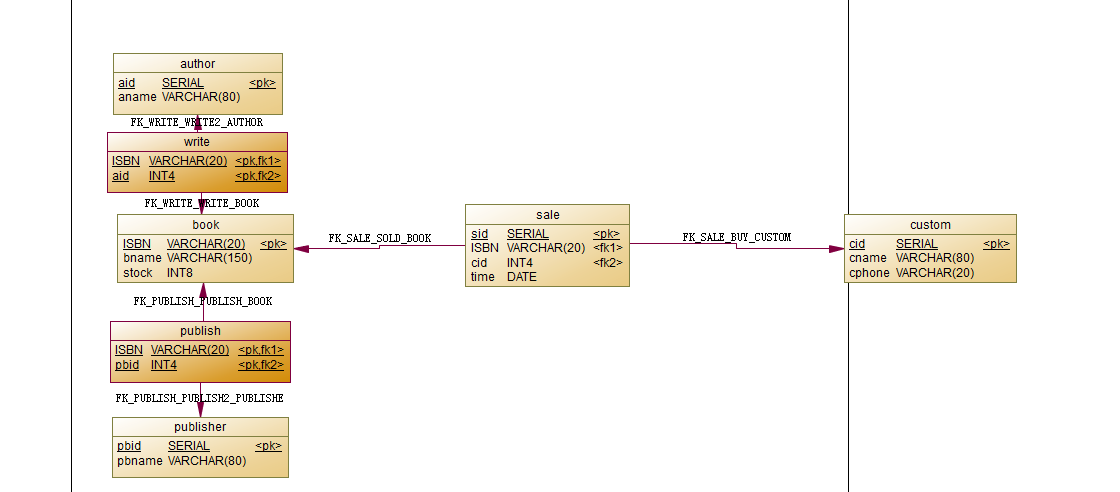 author
aid SERIAL <pk>
aname VARCHAR(80)
FK_WRITE_WRITE2_AUTHOR
write
ISBN VARCHAR(20) <pk,fk1>
aid INT4 <pk,fk2>
FK_WRITE_WRITE_BOOK
book
ISBN VARCHAR(20) <pk>
bname VARCHAR(150)
stock INT8
FK_SALE_SOLD_BOOK
sale
sid SERIAL <pk>
ISBN VARCHAR(20) <fk1>
cid INT4 <fk2>
time DATE
FK_SALE_BUY_CUSTOM
custom
cid SERIAL <pk>
cname VARCHAR(80)
cphone VARCHAR(20)
FK_PUBLISH_PUBLISH_BOOK
publish
ISBN VARCHAR(20) <pk,fk1>
pbid INT4 <pk,fk2>
FK_PUBLISH_PUBLISH2_PUBLISHE
publisher
pbid SERIAL <pk>
pbname VARCHAR(80)